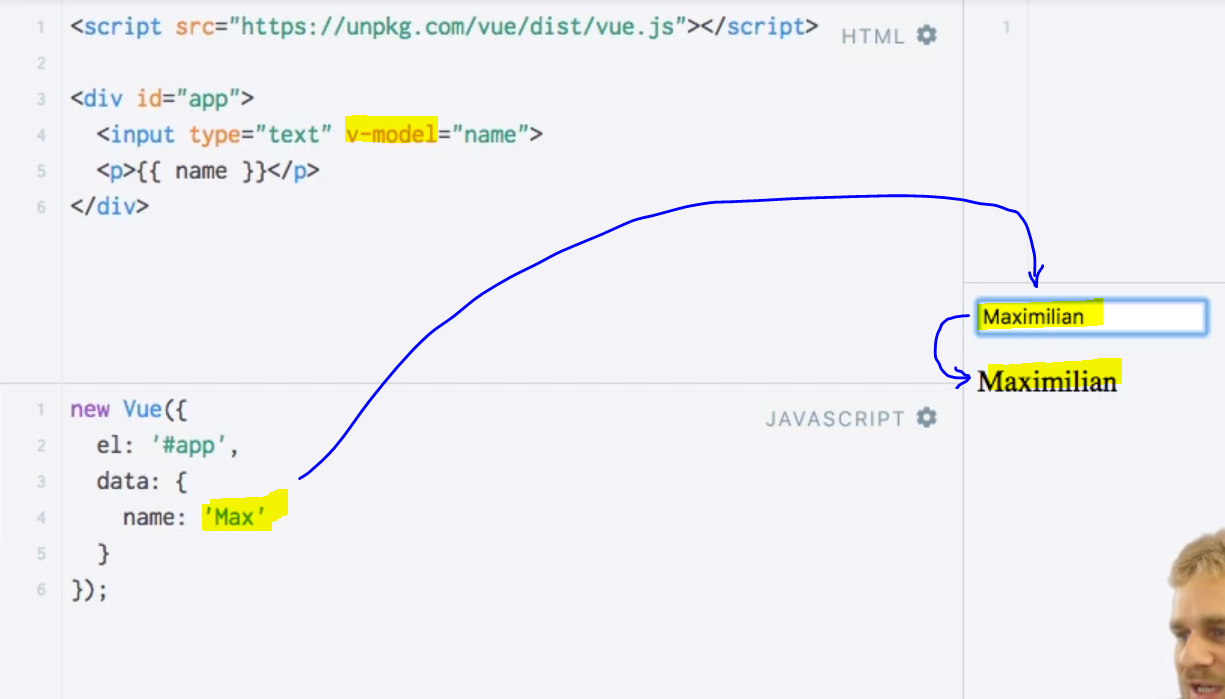 1 <script src="https://unpkg.com/vue/dist/vue.js"></script>
HTML
2
3 <div id="app">
4   <input type="text" v-model="name">
5   <p>{{ name }}</p>
6 </div>
1
Maximilian
Maximilian
1 new Vue({
JAVASCRIPT
2   el: '#app',
3   data: {
4     name: 'Max'
5   }
6 });